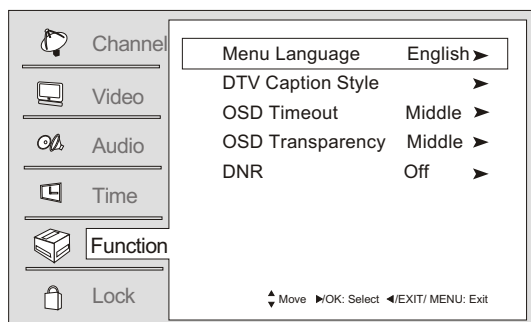 Channel
Video
Audio
Time
Function
Lock
Menu Language English
DTV Caption Style
OSD Timeout Middle
OSD Transparency Middle
DNR Off
Move /OK: Select /EXIT/ MENU: Exit